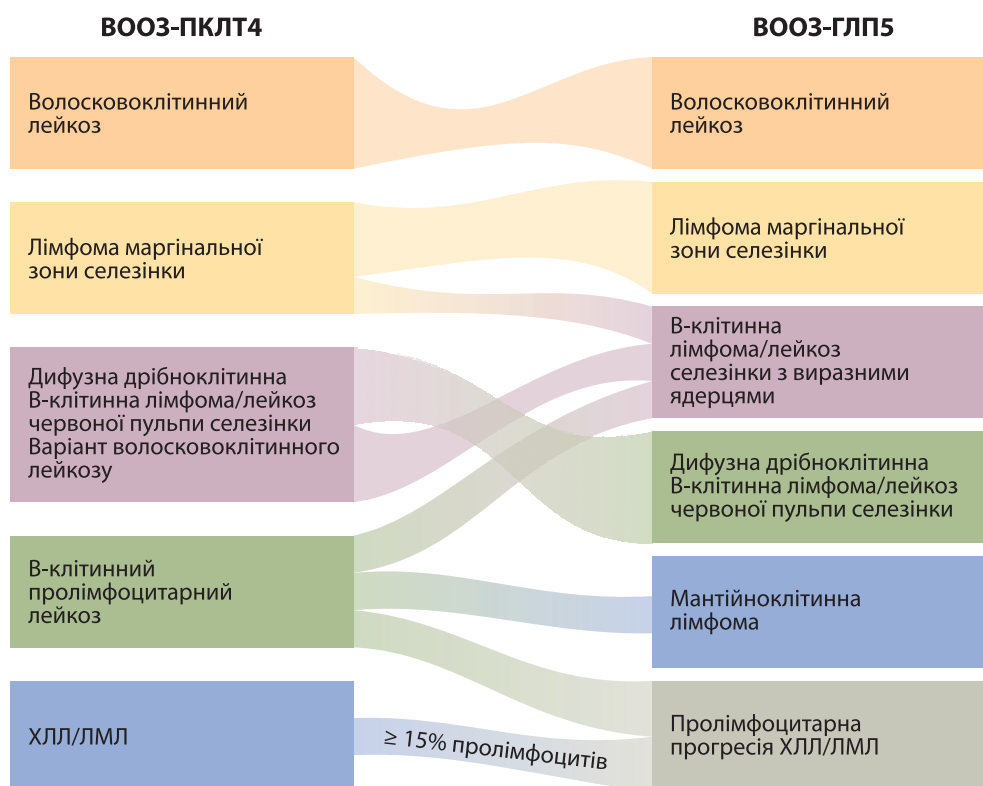 ВООЗ-ПКЛТ4
ВООЗ-ГЛП5
Волосковоклітинний
лейкоз
Лімфома маргінальної
зони селезінки
Дифузна дрібноклітинна
В-клітинна лімфома/лейкоз
червоної пульпи селезінки
Варіант волосковоклітинного
лейкозу
В-клітинний
пролімфоцитарний
лейкоз
ХЛЛ/ЛМЛ
≥ 15% пролімфоцитів
Волосковоклітинний
лейкоз
Лімфома маргінальної
зони селезінки
В-клітинна
лімфома/лейкоз
селезінки з виразними
ядерцями
Дифузна дрібноклітинна
В-клітинна лімфома/лейкоз
червоної пульпи селезінки
Мантійноклітинна
лімфома
Пролімфоцитарна
прогресія ХЛЛ/ЛМЛ